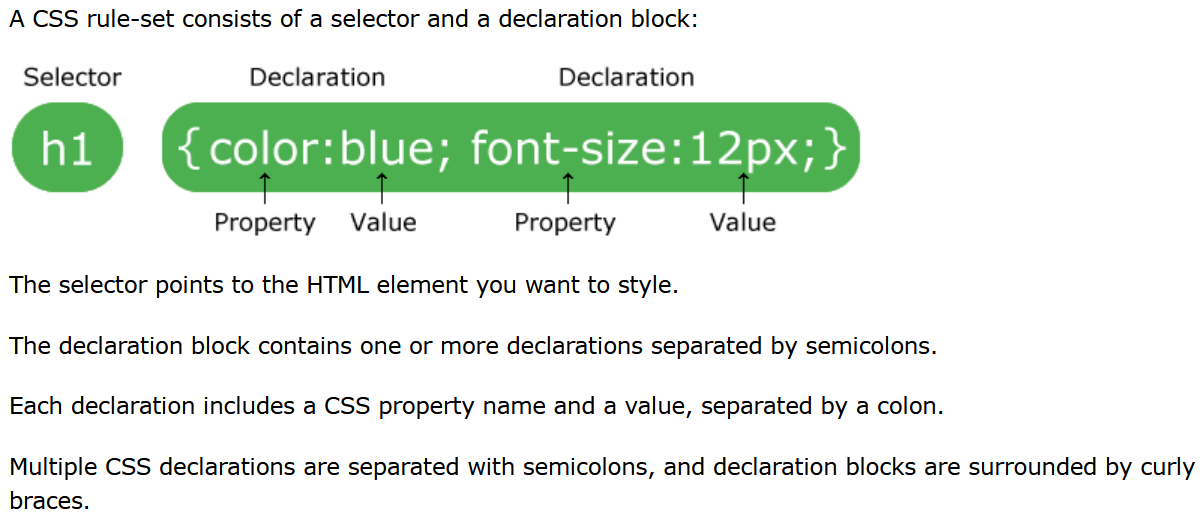 A CSS rule-set consists of a selector and a declaration block:
Selector Declaration Declaration
h1 {color:blue; font-size:12px;}
Property Value Property Value
The selector points to the HTML element you want to style.
The declaration block contains one or more declarations separated by semicolons.
Each declaration includes a CSS property name and a value, separated by a colon.
Multiple CSS declarations are separated with semicolons, and declaration blocks are surrounded by curly
braces.